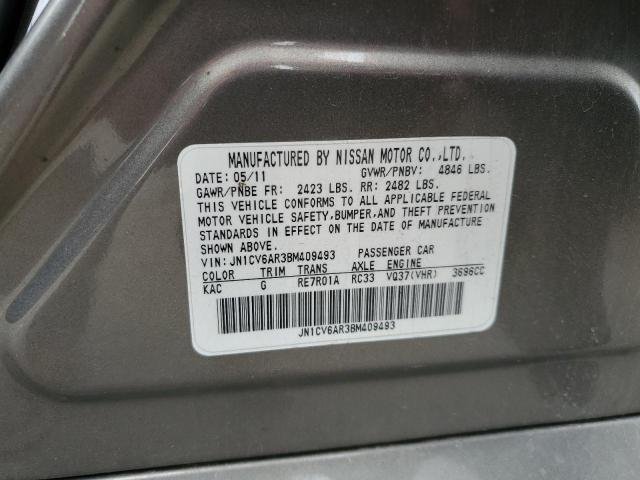 MANUFACTURED BY NISSAN MOTOR CO.,LTD.
DATE: 05/11 GVWR/PNBV: 4846 LBS.
GAWR/PNBE FR: 2423 LBS. RR: 2482 LBS.
THIS VEHICLE CONFORMS TO ALL APPLICABLE FEDERAL
MOTOR VEHICLE SAFETY,BUMPER,AND THEFT PREVENTION
STANDARDS IN EFFECT ON THE DATE OF MANUFACTURE
SHOWN ABOVE.
VIN: JN1CV6AR3BM409493 PASSENGER CAR
COLOR TRIM TRANS AXLE ENGINE
KAC G RE7R01A RC33 VQ37(VHR) 3696CC
JN1CV6AR3BM409493